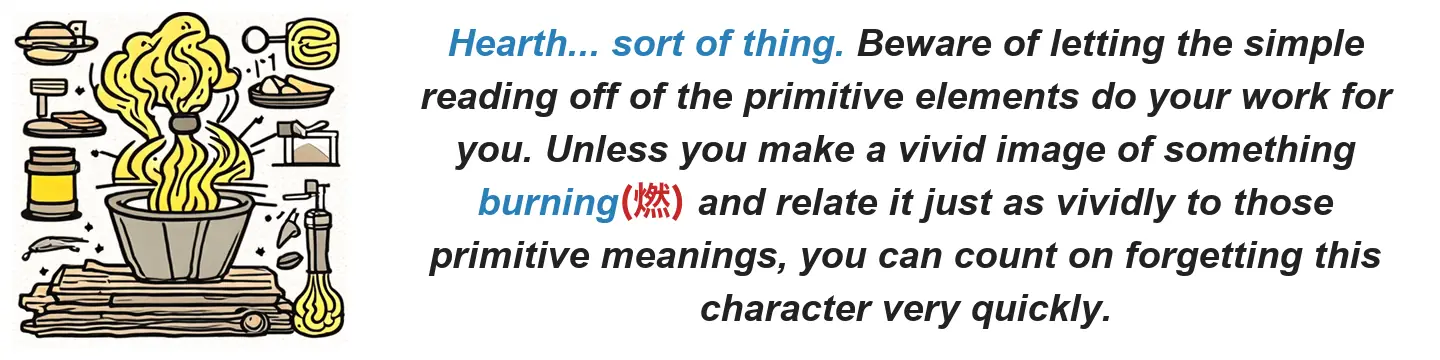 Hearth... sort of thing. Beware of letting the simple
reading off of the primitive elements do your work for
you. Unless you make a vivid image of something
burning(燃) and relate it just as vividly to those
primitive meanings, you can count on forgetting this
character very quickly.